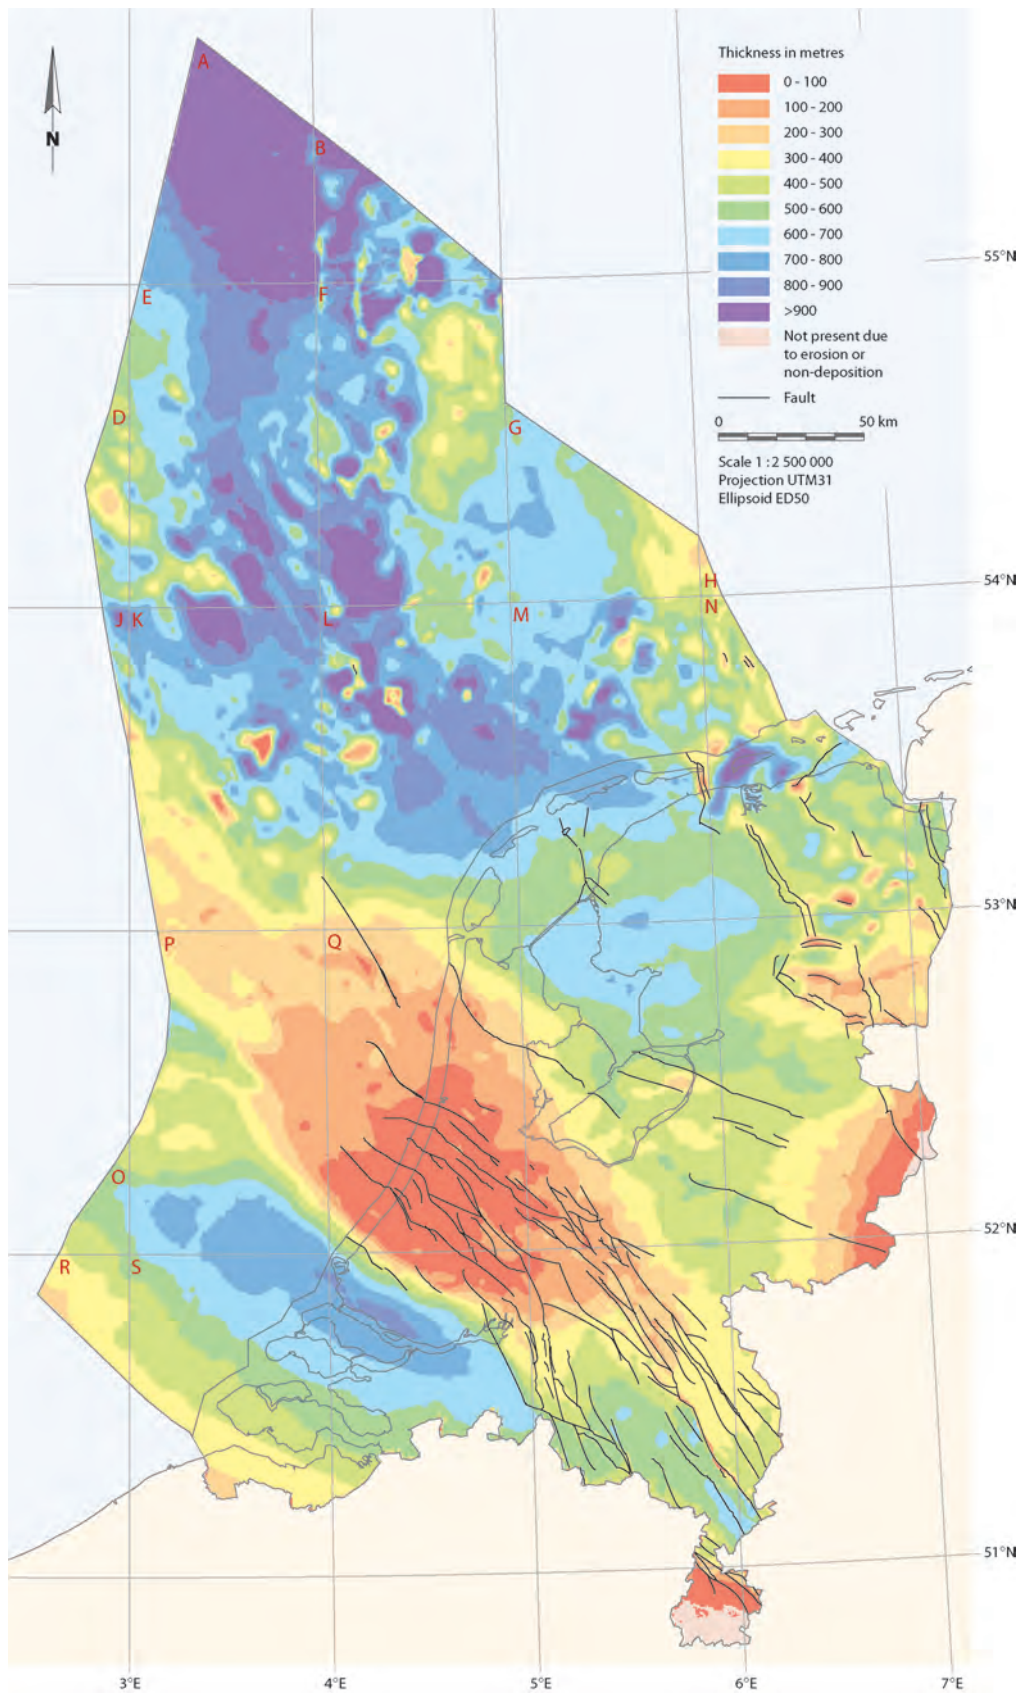 A
B
N
Thickness in metres
0 - 100
100 - 200
200 - 300
300 - 400
400 - 500
500 - 600
600 - 700
700 - 800
800 - 900
>900
Not present due
to erosion or
non-deposition
Fault
0 50 km
Scale 1 : 2 500 000
Projection UTM31
Ellipsoid ED50
55°N
E
F
D
G
54°N
H
N
J K
L
M
53°N
P
Q
O
52°N
R
S
51°N
3°E
4°E
5°E
6°E
7°E